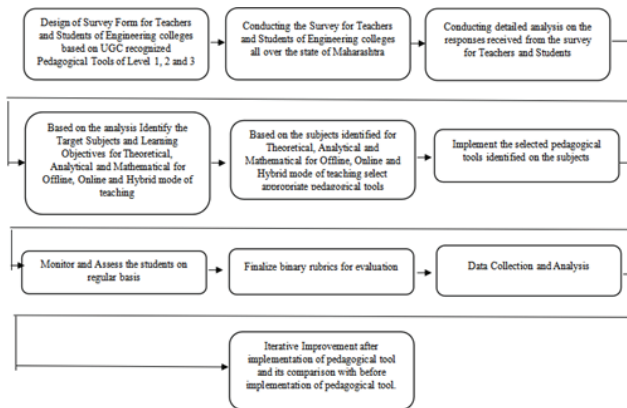 Design of Survey Form for Teachers
and Students of Engineering colleges
based on UGC recognized
Pedagogical Tools of Level 1, 2 and 3
Conducting the Survey for Teachers
and Students of Engineering colleges
all over the state of Maharashtra
Conducting detailed analysis on the
responses received from the survey
for Teachers and Students
Based on the analysis Identify the
Target Subjects and Learning
Objectives for Theoretical,
Analytical and Mathematical for
Offline, Online and Hybrid mode of
teaching
Based on the subjects identified for
Theoretical, Analytical and
Mathematical for Offline, Online and
Hybrid mode of teaching select
appropriate pedagogical tools
Implement the selected pedagogical
tools identified on the subjects
Monitor and Assess the students on
regular basis
Finalize binary rubrics for evaluation
Data Collection and Analysis
Iterative Improvement after
implementation of pedagogical tool
and its comparison with before
implementation of pedagogical tool.